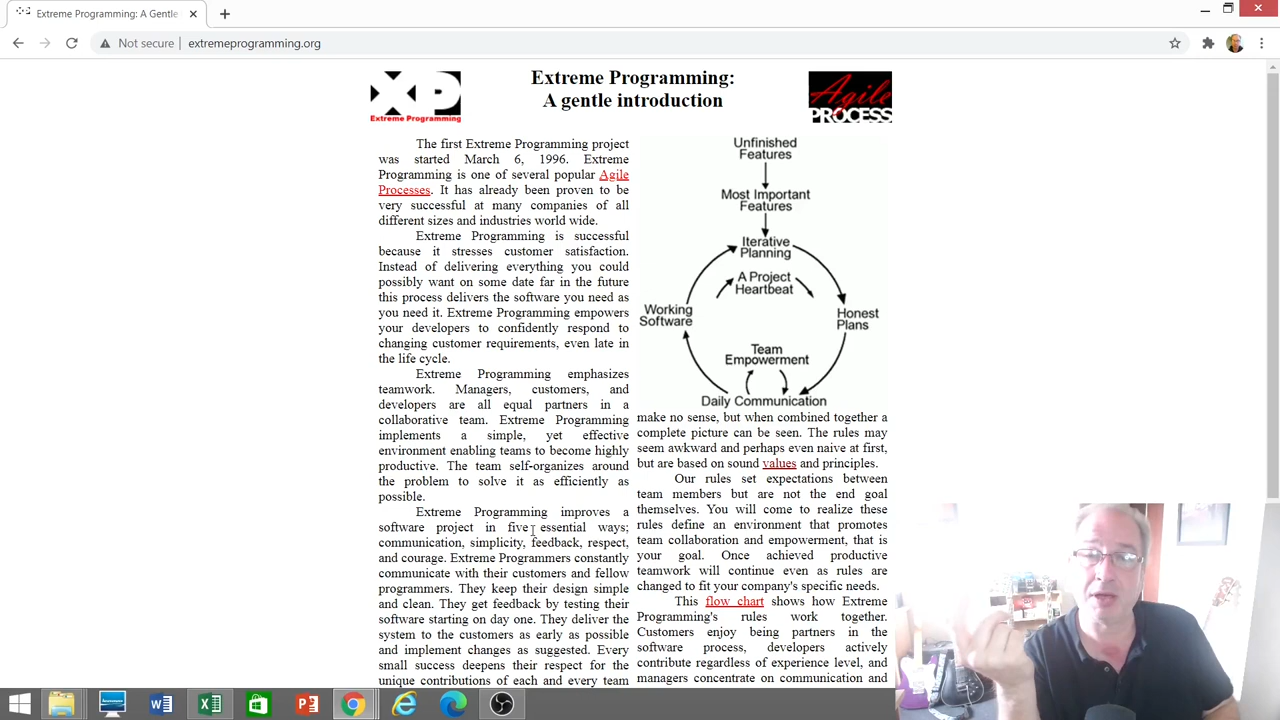 Extreme Programming: A Gentle
Not secure
extremeprogramming.org
XP
Extreme Programming
Extreme Programming:
A gentle introduction
Agile
PROCESS
The first Extreme Programming project
was started March 6, 1996. Extreme
Programming is one of several popular Agile
Processes. It has already been proven to be
very successful at many companies of all
different sizes and industries world wide.
Extreme Programming is successful
because it stresses customer satisfaction.
Instead of delivering everything you could
possibly want on some date far in the future
this process delivers the software you need as
you need it. Extreme Programming empowers
your developers to confidently respond to
changing customer requirements, even late in
the life cycle.
Extreme Programming emphasizes
teamwork. Managers, customers, and
developers are all equal partners in a
collaborative team. Extreme Programming
implements a simple, yet effective
environment enabling teams to become highly
productive. The team self-organizes around
the problem to solve it as efficiently as
possible.
Extreme Programming improves a
software project in five essential ways;
communication, simplicity, feedback, respect,
and courage. Extreme Programmers constantly
communicate with their customers and fellow
programmers. They keep their design simple
and clean. They get feedback by testing their
software starting on day one. They deliver the
system to the customers as early as possible
and implement changes as suggested. Every
small success deepens their respect for the
unique contributions of each and every team
Unfinished
Features
Most Important
Features
Iterative
Planning
A Project
Heartbeat
Working
Software
Honest
Plans
Team
Empowerment
Daily Communication
make no sense, but when combined together a
complete picture can be seen. The rules may
seem awkward and perhaps even naive at first,
but are based on sound values and principles.
Our rules set expectations between
team members but are not the end goal
themselves. You will come to realize these
rules define an environment that promotes
team collaboration and empowerment, that is
your goal. Once achieved productive
teamwork will continue even as rules are
changed to fit your company's specific needs.
This flow chart shows how Extreme
Programming's rules work together.
Customers enjoy being partners in the
software process, developers actively
contribute regardless of experience level, and
managers concentrate on communication and